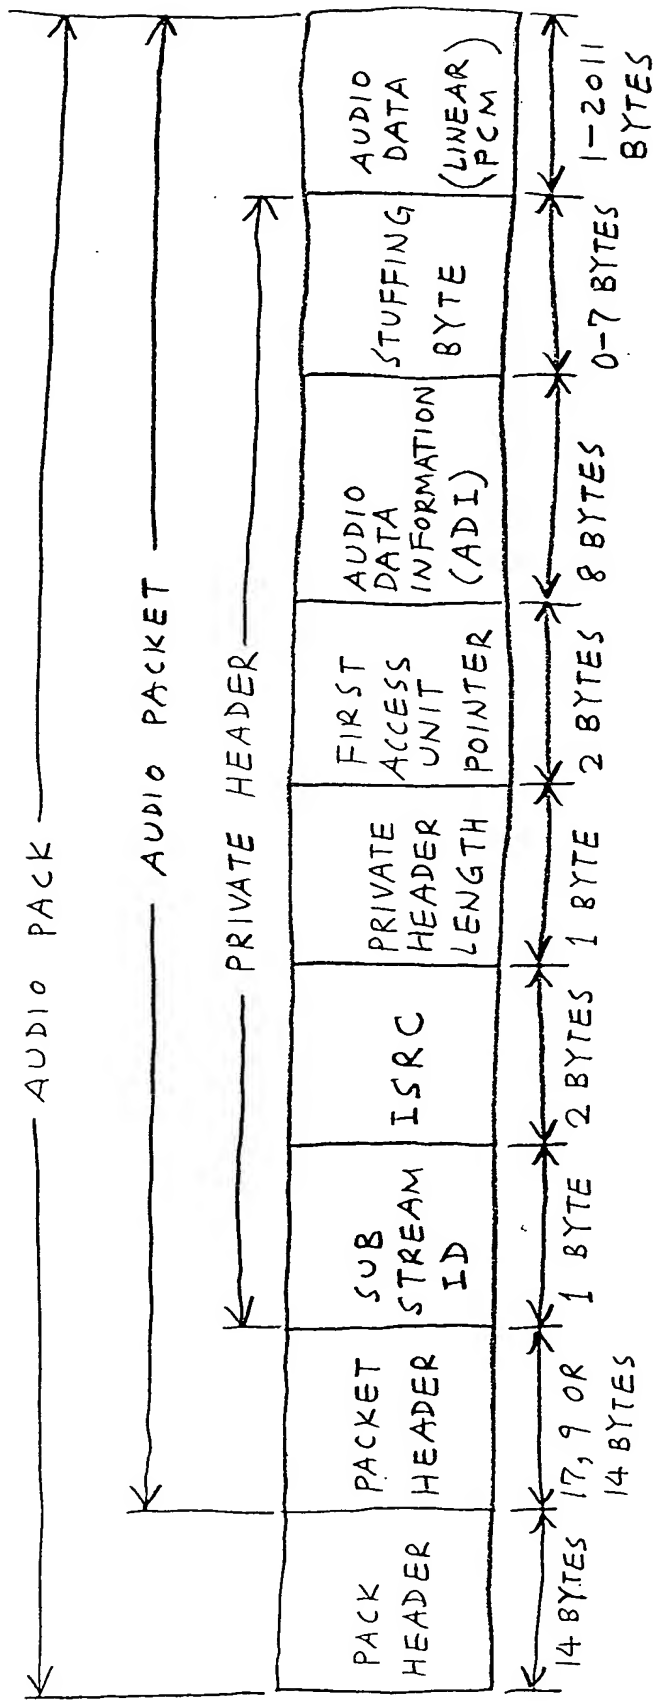 AUDIO PACK
AUDIO PACKET
PRIVATE HEADER
PACK
HEADER
PACKET
HEADER
SUB
STREAM
ID
ISRC
PRIVATE
HEADER
LENGTH
FIRST
ACCESS
UNIT
POINTER
AUDIO
DATA
INFORMATION
(ADI)
STUFFING
BYTE
AUDIO
DATA
(LINEAR
PCM)
14 BYTES
17, 9 OR
14 BYTES
1 BYTE
2 BYTES
1 BYTE
2 BYTES
8 BYTES
0-7 BYTES
1-2011
BYTES